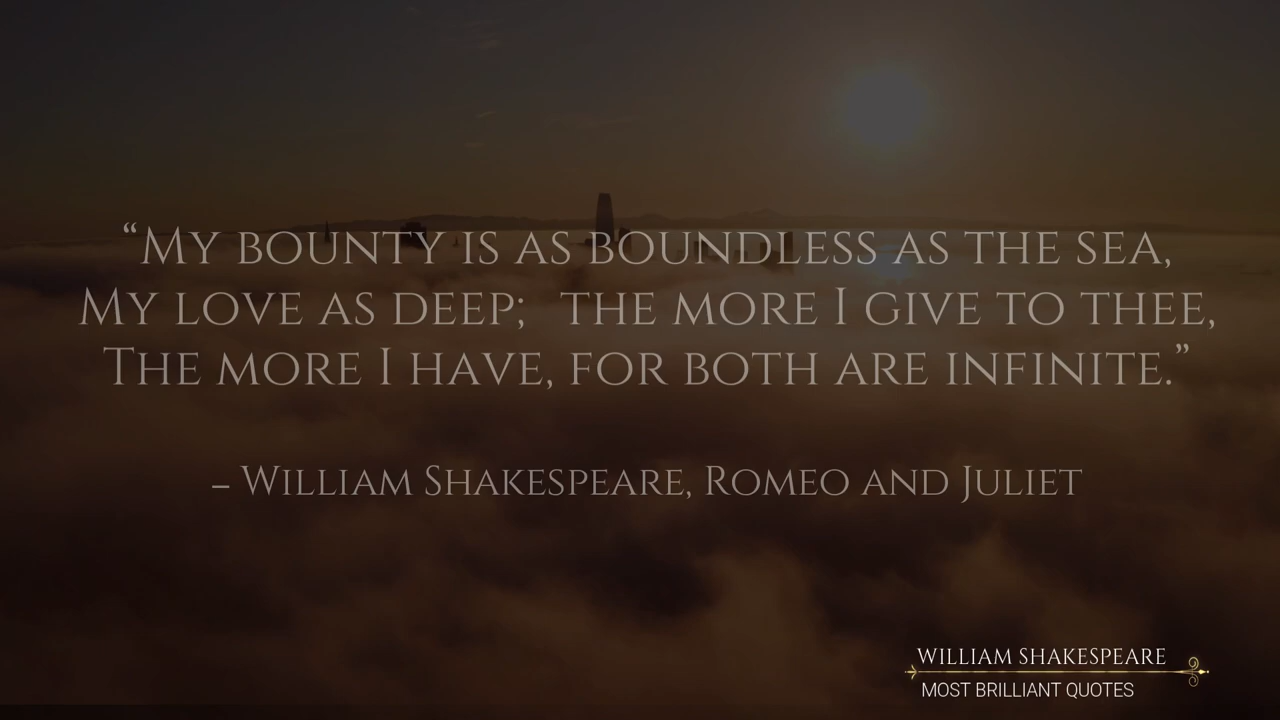 “My bounty is as boundless as the sea,
My love as deep; the more I give to thee,
The more I have, for both are infinite.”
– William Shakespeare, Romeo and Juliet
WILLIAM SHAKESPEARE
MOST BRILLIANT QUOTES